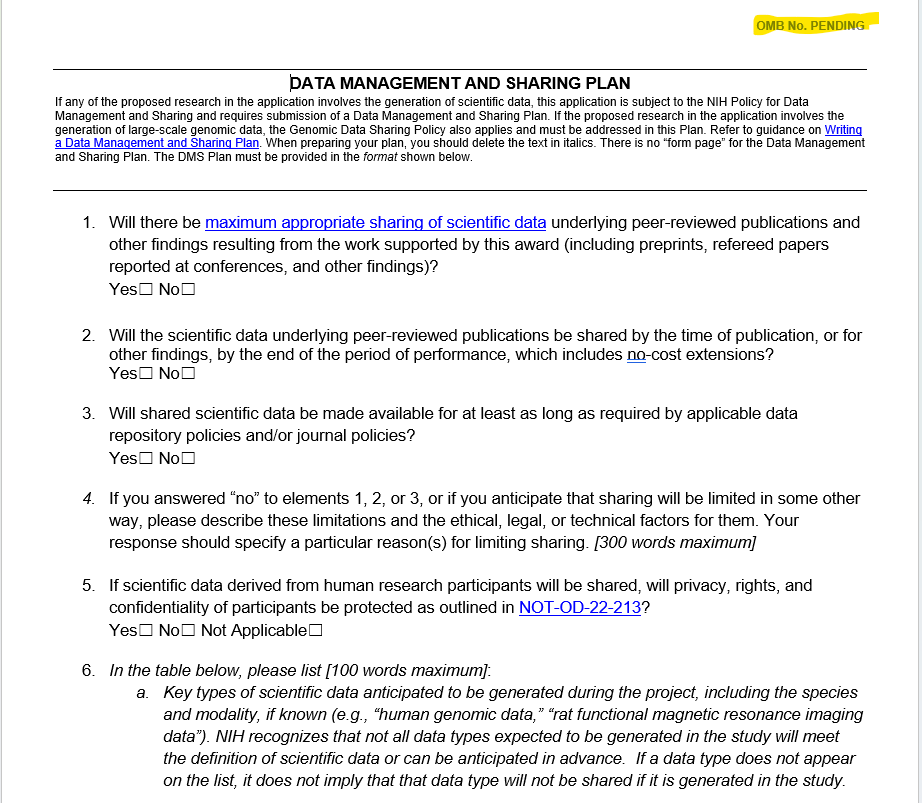 OMB No. PENDING
DATA MANAGEMENT AND SHARING PLAN
If any of the proposed research in the application involves the generation of scientific data, this application is subject to the NIH Policy for Data
Management and Sharing and requires submission of a Data Management and Sharing Plan. If the proposed research in the application involves the
generation of large-scale genomic data, the Genomic Data Sharing Policy also applies and must be addressed in this Plan. Refer to guidance on Writing
a Data Management and Sharing Plan. When preparing your plan, you should delete the text in italics. There is no “form page” for the Data Management
and Sharing Plan. The DMS Plan must be provided in the format shown below.
1. Will there be maximum appropriate sharing of scientific data underlying peer-reviewed publications and
other findings resulting from the work supported by this award (including preprints, refereed papers
reported at conferences, and other findings)?
Yes☐ No☐
2. Will the scientific data underlying peer-reviewed publications be shared by the time of publication, or for
other findings, by the end of the period of performance, which includes no-cost extensions?
Yes☐ No☐
3. Will shared scientific data be made available for at least as long as required by applicable data
repository policies and/or journal policies?
Yes☐ No☐
4. If you answered “no” to elements 1, 2, or 3, or if you anticipate that sharing will be limited in some other
way, please describe these limitations and the ethical, legal, or technical factors for them. Your
response should specify a particular reason(s) for limiting sharing. [300 words maximum]
5. If scientific data derived from human research participants will be shared, will privacy, rights, and
confidentiality of participants be protected as outlined in NOT-OD-22-213?
Yes☐ No☐ Not Applicable☐
6. In the table below, please list [100 words maximum]:
a. Key types of scientific data anticipated to be generated during the project, including the species
and modality, if known (e.g., “human genomic data,” “rat functional magnetic resonance imaging
data”). NIH recognizes that not all data types expected to be generated in the study will meet
the definition of scientific data or can be anticipated in advance. If a data type does not appear
on the list, it does not imply that that data type will not be shared if it is generated in the study.